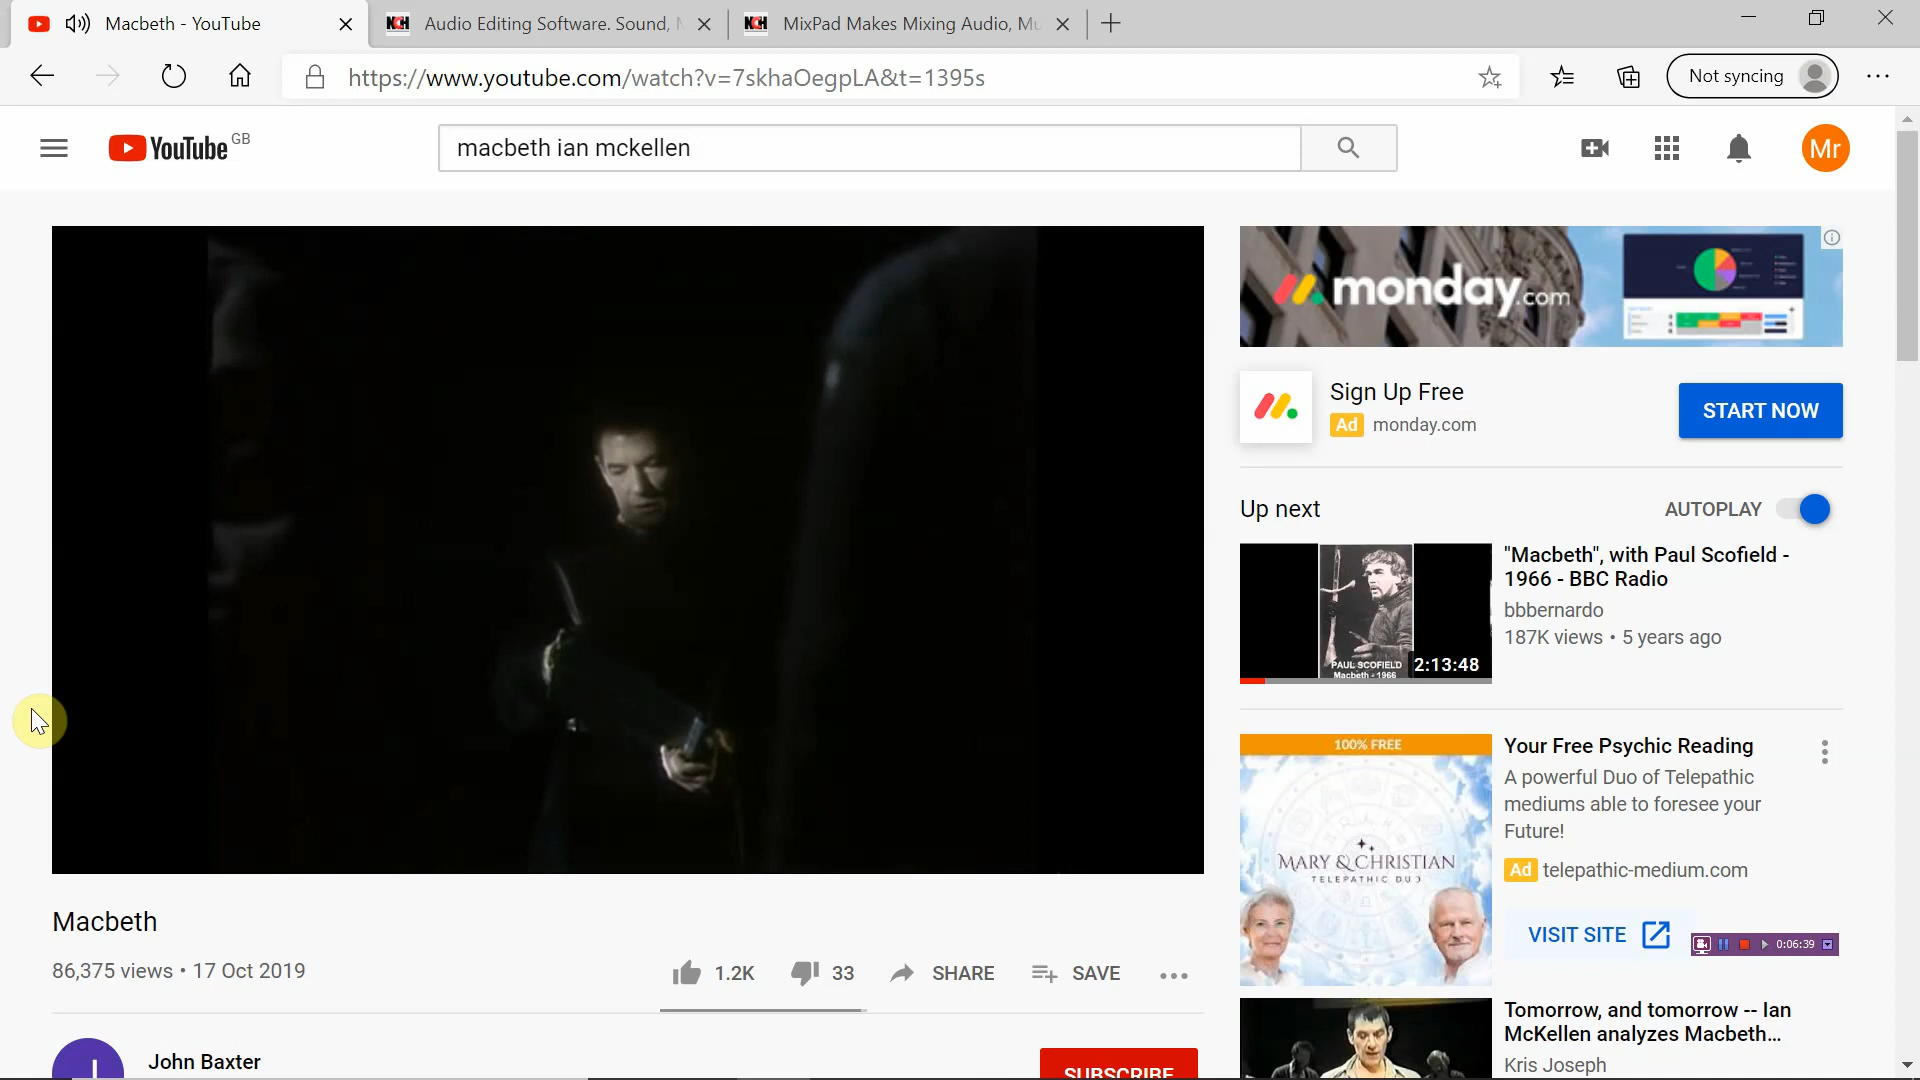 Macbeth - YouTube
NCH Audio Editing Software. Sound,
NCH MixPad Makes Mixing Audio, Mu
https://www.youtube.com/watch?v=7skhaOegpLA&t=1395s
Not syncing
YouTube GB
macbeth ian mckellen
Mr
monday.com
Sign Up Free
Ad monday.com
START NOW
Up next
AUTOPLAY
"Macbeth", with Paul Scofield -
1966 - BBC Radio
bbbernardo
187K views • 5 years ago
PAUL SCOFIELD
Macbeth - 1966
2:13:48
100% FREE
MARY & CHRISTIAN
TELEPATHIC DUO
Your Free Psychic Reading
A powerful Duo of Telepathic
mediums able to foresee your
Future!
Ad telepathic-medium.com
VISIT SITE
0:06:39
Macbeth
86,375 views • 17 Oct 2019
1.2K
33
SHARE
SAVE
J
John Baxter
SUBSCRIBE
Tomorrow, and tomorrow -- Ian
McKellen analyzes Macbeth...
Kris Joseph